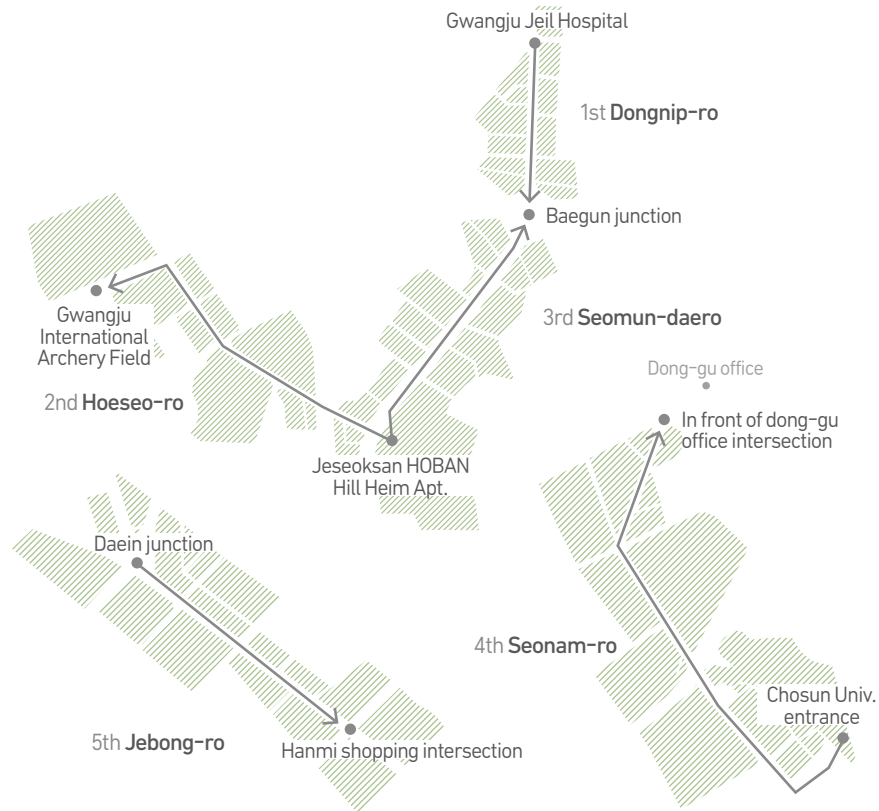 Gwangju Jeil Hospital
1st Dongnip-ro
Baegun junction
3rd Seomun-daero
Gwangju
International
Archery Field
2nd Hoeseo-ro
Jeseoksan HOBAN
Hill Heim Apt.
Dong-gu office
In front of dong-gu
office intersection
Daein junction
4th Seonam-ro
Chosun Univ.
entrance
5th Jebong-ro
Hanmi shopping intersection